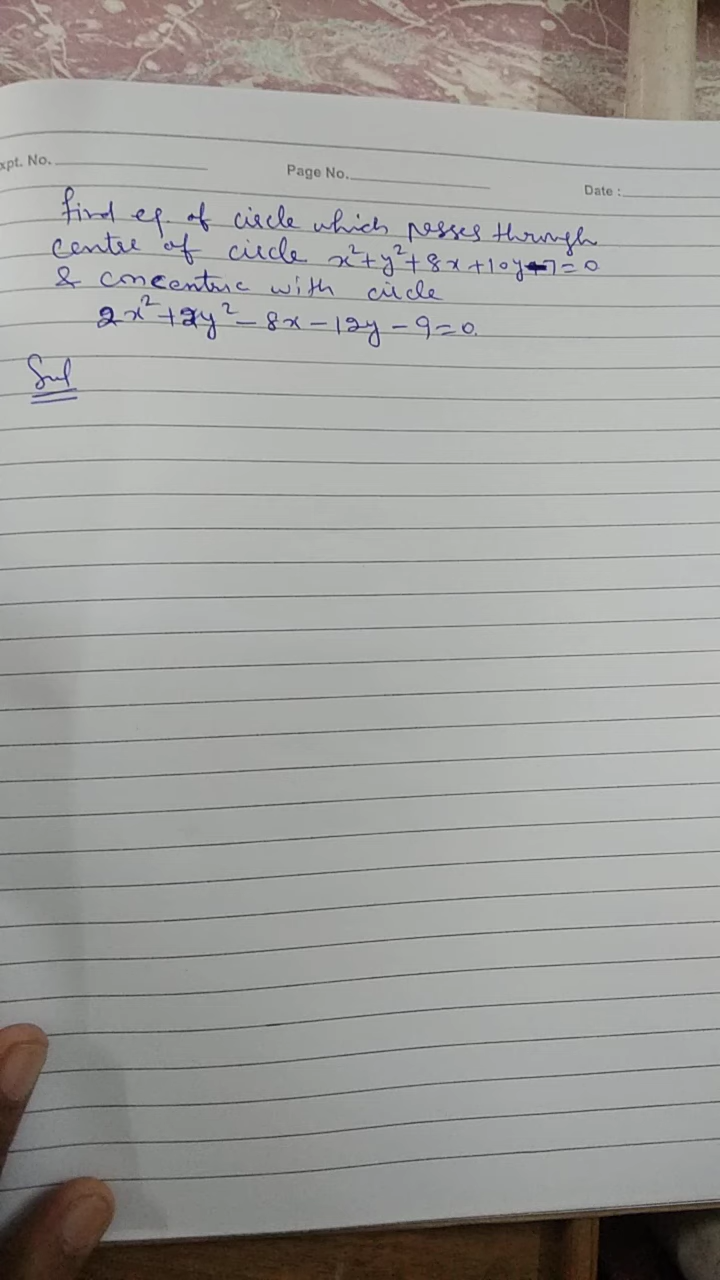 xpt. No.
Page No.
Date :
find eq. of circle which passes through
centre of circle x²+y²+8x+10y-7=0
& concentric with circle
2x²+2y²-8x-12y-9=0.
Sol